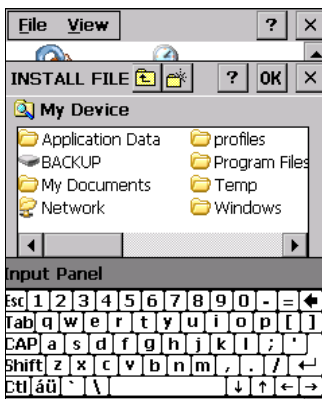 File View ? ×
INSTALL FILE ? OK ×
My Device
Application Data profiles
BACKUP Program Files
My Documents Temp
Network Windows
Input Panel
Esc 1 2 3 4 5 6 7 8 9 0 - =
Tab q w e r t y u i o p [ ]
CAP a s d f g h j k l ; '
Shift z x c v b n m , . /
Ctl áü ` \ ↓ ↑ ← →